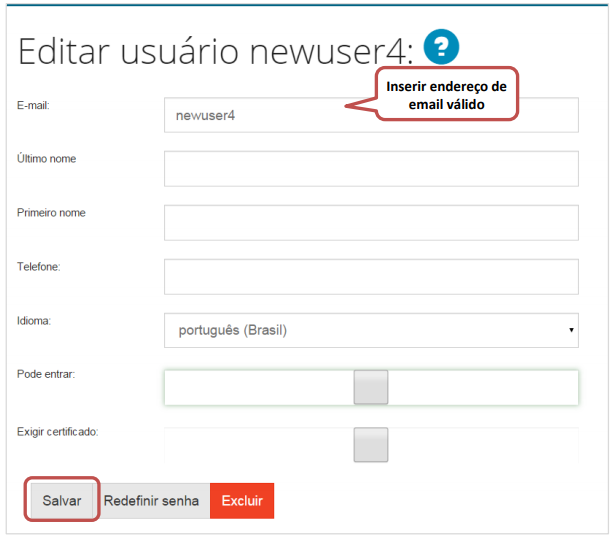 Editar usuário newuser4: ?
Inserir endereço de
email válido
E-mail:
newuser4
Último nome
Primeiro nome
Telefone:
Idioma:
português (Brasil)
Pode entrar:
Exigir certificado:
Salvar Redefinir senha Excluir